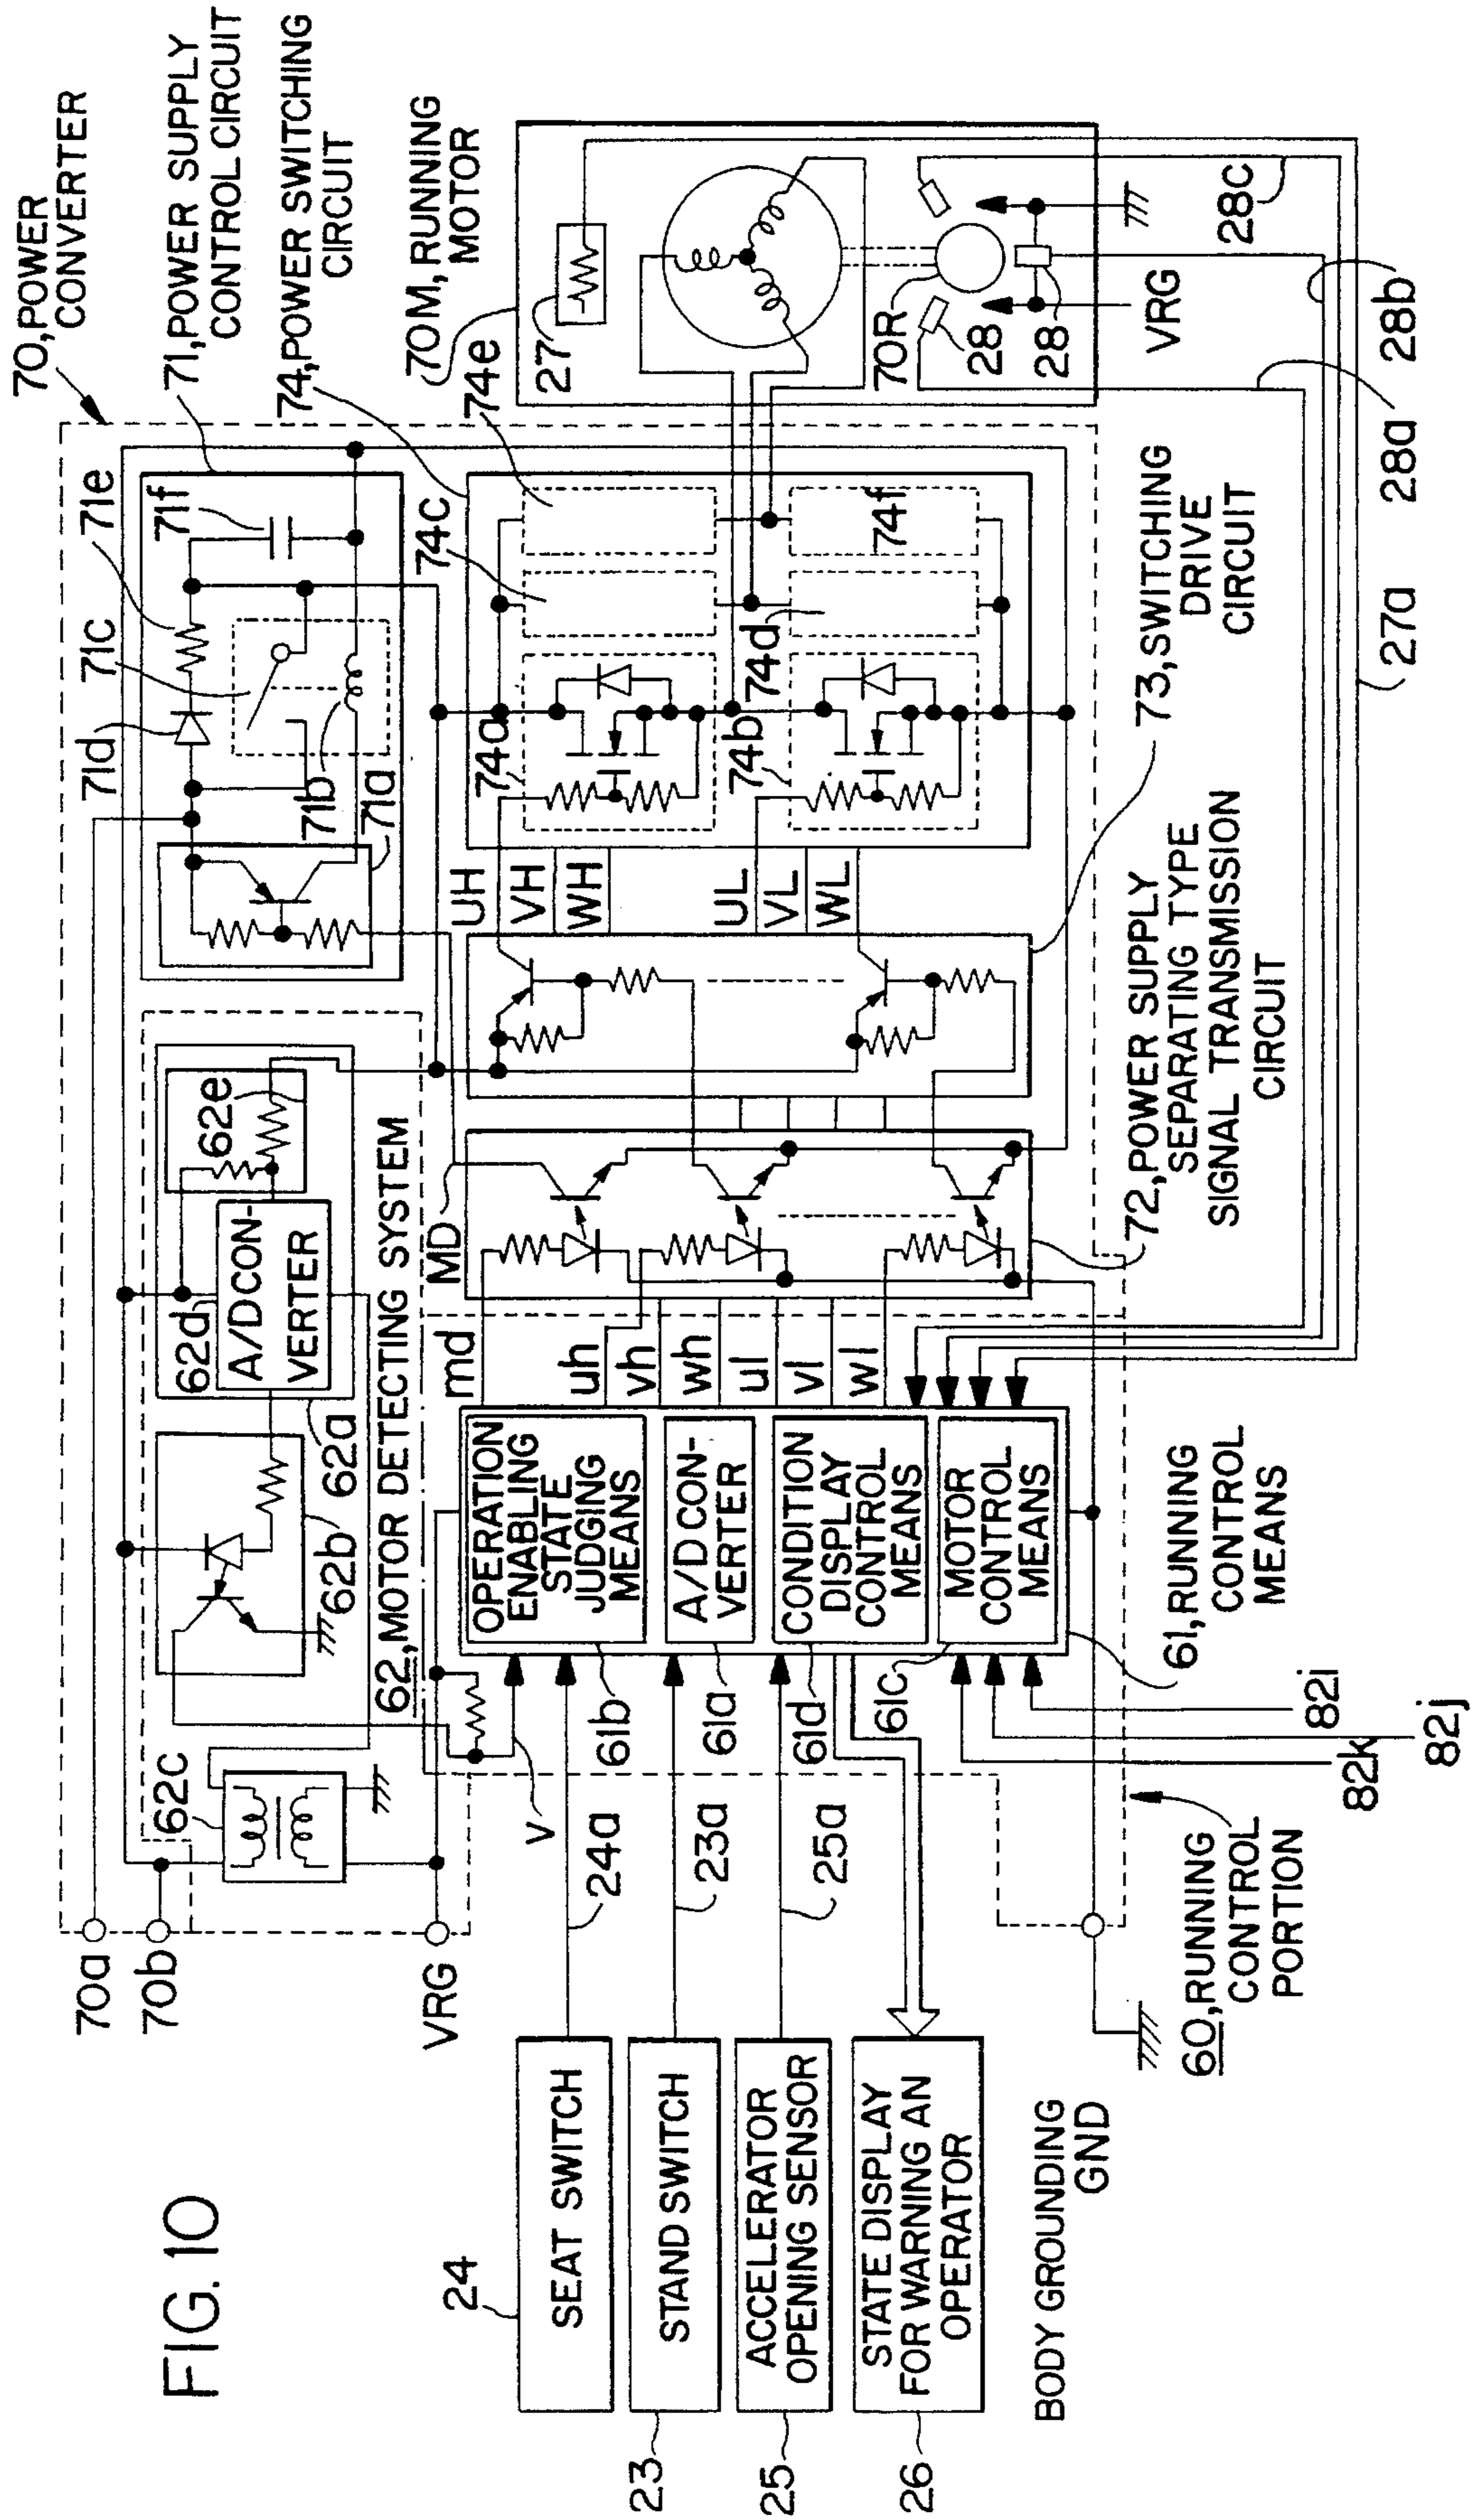 FIG. 10
70, POWER
CONVERTER
71, POWER SUPPLY
CONTROL CIRCUIT
74, POWER SWITCHING
CIRCUIT
70M, RUNNING
MOTOR
71e
71f
71c
71d
71b
71a
74c
74e
74a
74b
74d
74f
27
70R
28
28
VRG
28c
28b
28a
27a
73, SWITCHING
DRIVE
CIRCUIT
UH
VH
WH
UL
VL
WL
72, POWER SUPPLY
SEPARATING TYPE
SIGNAL TRANSMISSION
CIRCUIT
62e
62d
A/D CON-
VERTER
62a
62b
62c
62, MOTOR DETECTING SYSTEM
MD
md
uh
vh
wh
ul
vl
wl
OPERATION
ENABLING
STATE
JUDGING
MEANS
A/D CON-
VERTER
CONDITION
DISPLAY
CONTROL
MEANS
MOTOR
CONTROL
MEANS
61b
61a
61d
61c
61, RUNNING
CONTROL
MEANS
82i
82j
82k
70a
70b
VRG
V
24a
23a
25a
60, RUNNING
CONTROL
PORTION
24
SEAT SWITCH
23
STAND SWITCH
25
ACCELERATOR
OPENING SENSOR
26
STATE DISPLAY
FOR WARNING AN
OPERATOR
BODY GROUNDING
GND